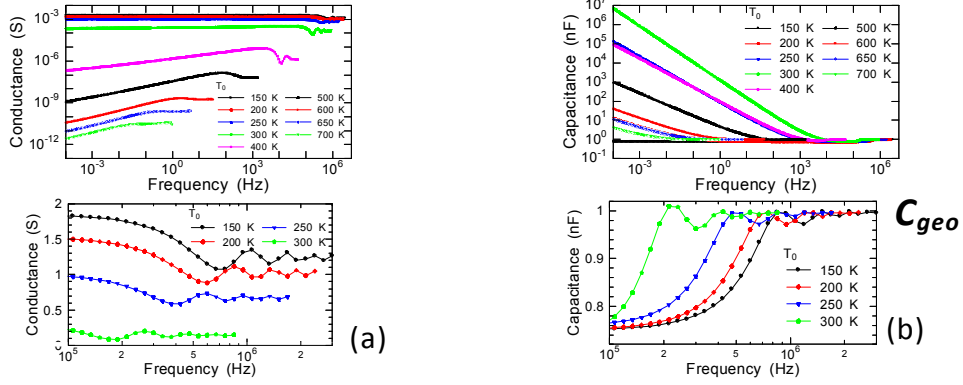 Conductance (S)
10⁻³
10⁻⁶
10⁻⁹
10⁻¹²
T₀
150 K 500 K
200 K 600 K
250 K 650 K
300 K 700 K
400 K
10⁻³ 10⁰ 10³ 10⁶
Frequency (Hz)
Capacitance (nF)
10⁷
10⁶
10⁵
10⁴
10³
10²
10¹
10⁰
10⁻¹
T₀
150 K 500 K
200 K 600 K
250 K 650 K
300 K 700 K
400 K
10⁻³ 10⁰ 10³ 10⁶
Frequency (Hz)
Conductance (S)
2
1.5
1
0.5
T₀
150 K 250 K
200 K 300 K
10⁵ 2 5 10⁶ 2
Frequency (Hz)
(a)
Capacitance (nF)
1
0.9
0.8
T₀
150 K
200 K
250 K
300 K
10⁵ 2 5 10⁶ 2
Frequency (Hz)
C_geo
(b)